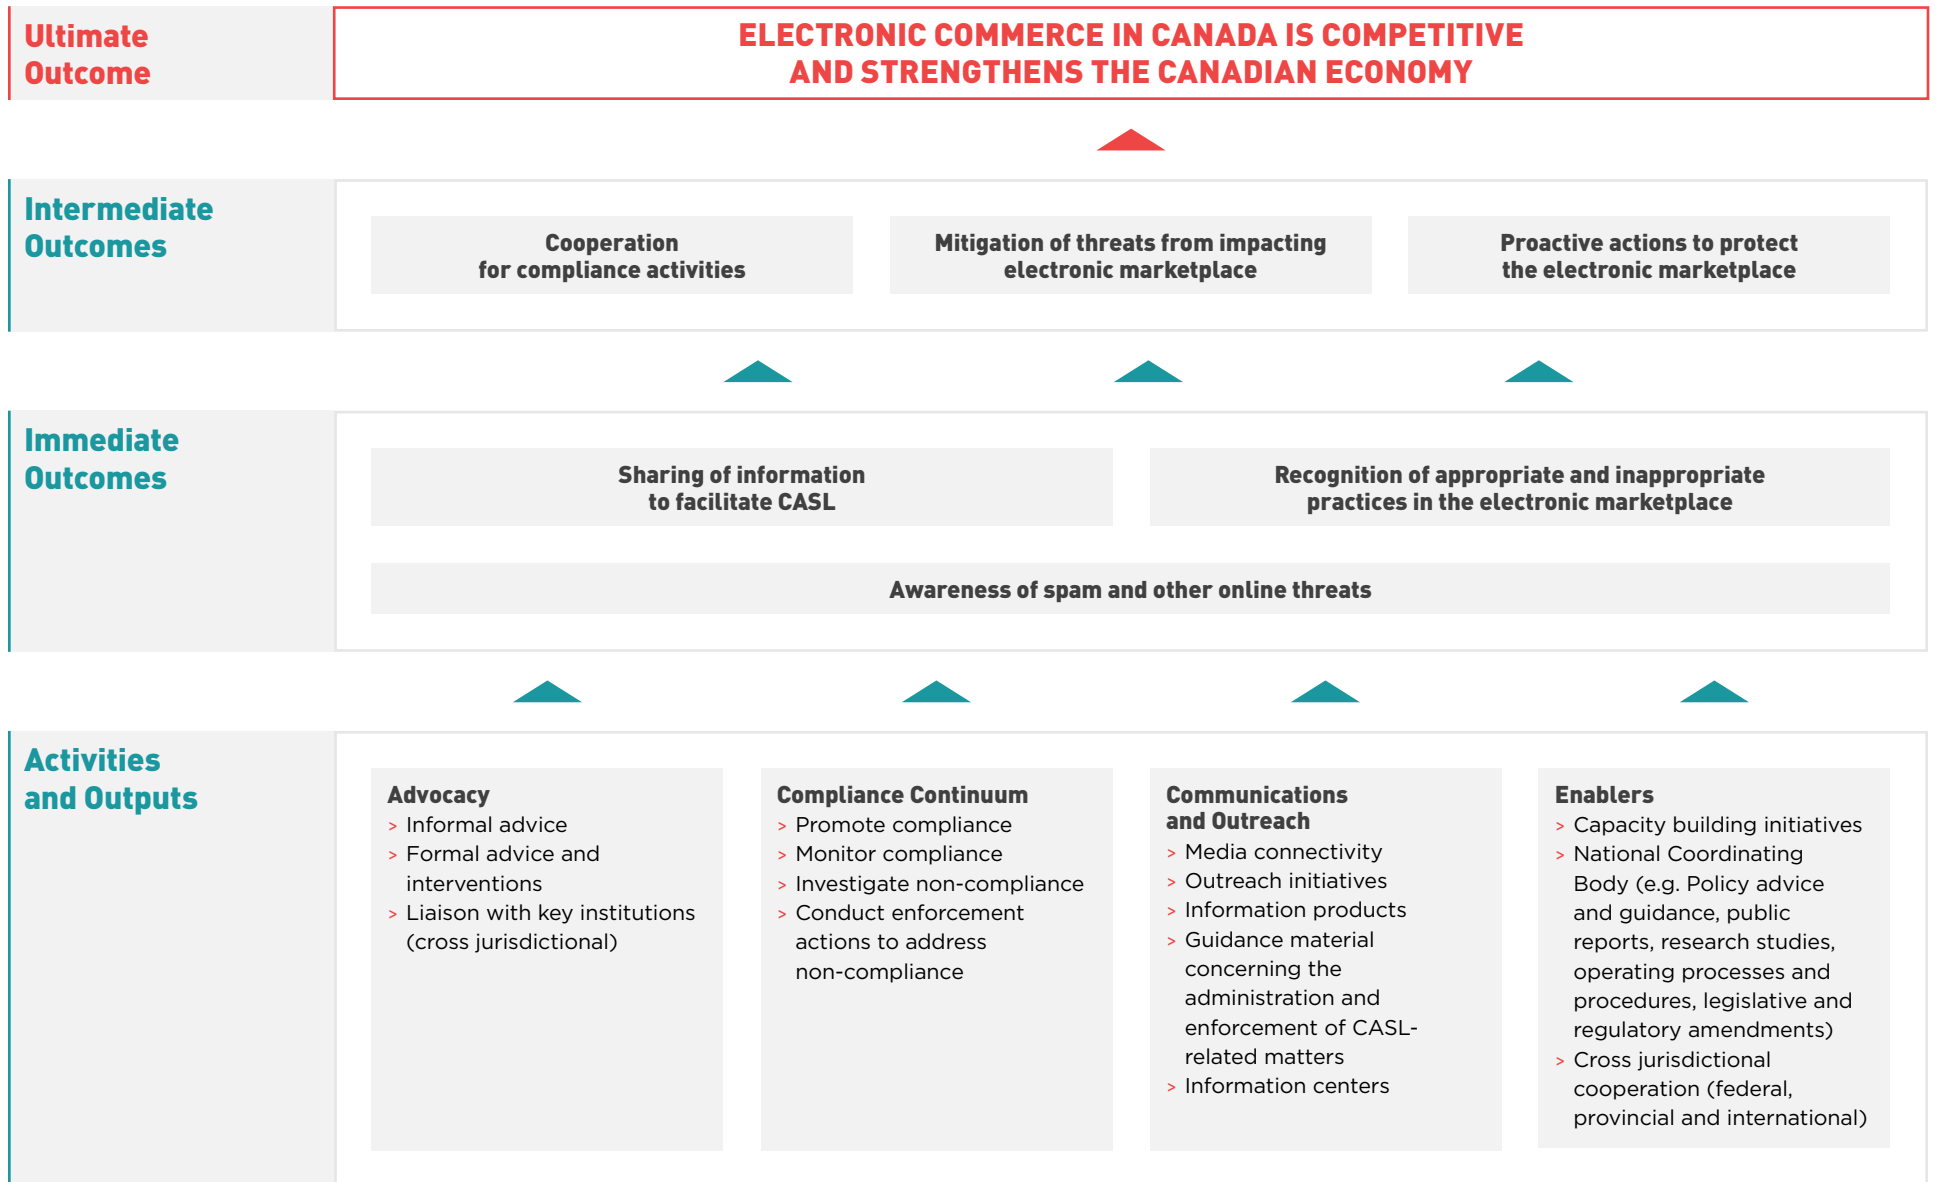 Ultimate
Outcome
ELECTRONIC COMMERCE IN CANADA IS COMPETITIVE
AND STRENGTHENS THE CANADIAN ECONOMY
Intermediate
Outcomes
Cooperation
for compliance activities
Mitigation of threats from impacting
electronic marketplace
Proactive actions to protect
the electronic marketplace
Immediate
Outcomes
Sharing of information
to facilitate CASL
Recognition of appropriate and inappropriate
practices in the electronic marketplace
Awareness of spam and other online threats
Activities
and Outputs
Advocacy
> Informal advice
> Formal advice and
interventions
> Liaison with key institutions
(cross jurisdictional)
Compliance Continuum
> Promote compliance
> Monitor compliance
> Investigate non-compliance
> Conduct enforcement
actions to address
non-compliance
Communications
and Outreach
> Media connectivity
> Outreach initiatives
> Information products
> Guidance material
concerning the
administration and
enforcement of CASL-
related matters
> Information centers
Enablers
> Capacity building initiatives
> National Coordinating
Body (e.g. Policy advice
and guidance, public
reports, research studies,
operating processes and
procedures, legislative and
regulatory amendments)
> Cross jurisdictional
cooperation (federal,
provincial and international)